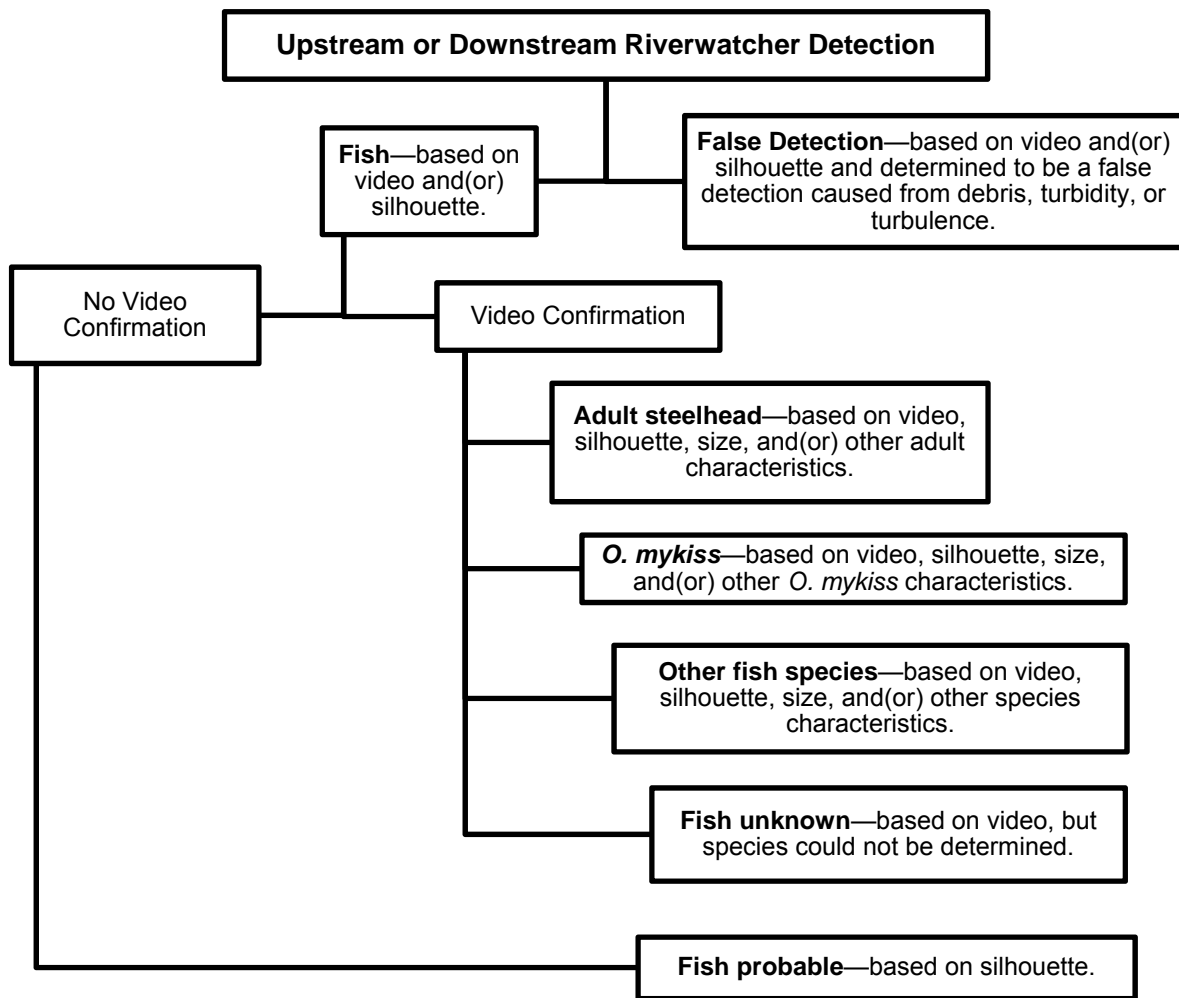 Upstream or Downstream Riverwatcher Detection
Fish—based on
video and(or)
silhouette.
False Detection—based on video and(or)
silhouette and determined to be a false
detection caused from debris, turbidity, or
turbulence.
No Video
Confirmation
Video Confirmation
Adult steelhead—based on video,
silhouette, size, and(or) other adult
characteristics.
O. mykiss—based on video, silhouette, size,
and(or) other O. mykiss characteristics.
Other fish species—based on video,
silhouette, size, and(or) other species
characteristics.
Fish unknown—based on video, but
species could not be determined.
Fish probable—based on silhouette.